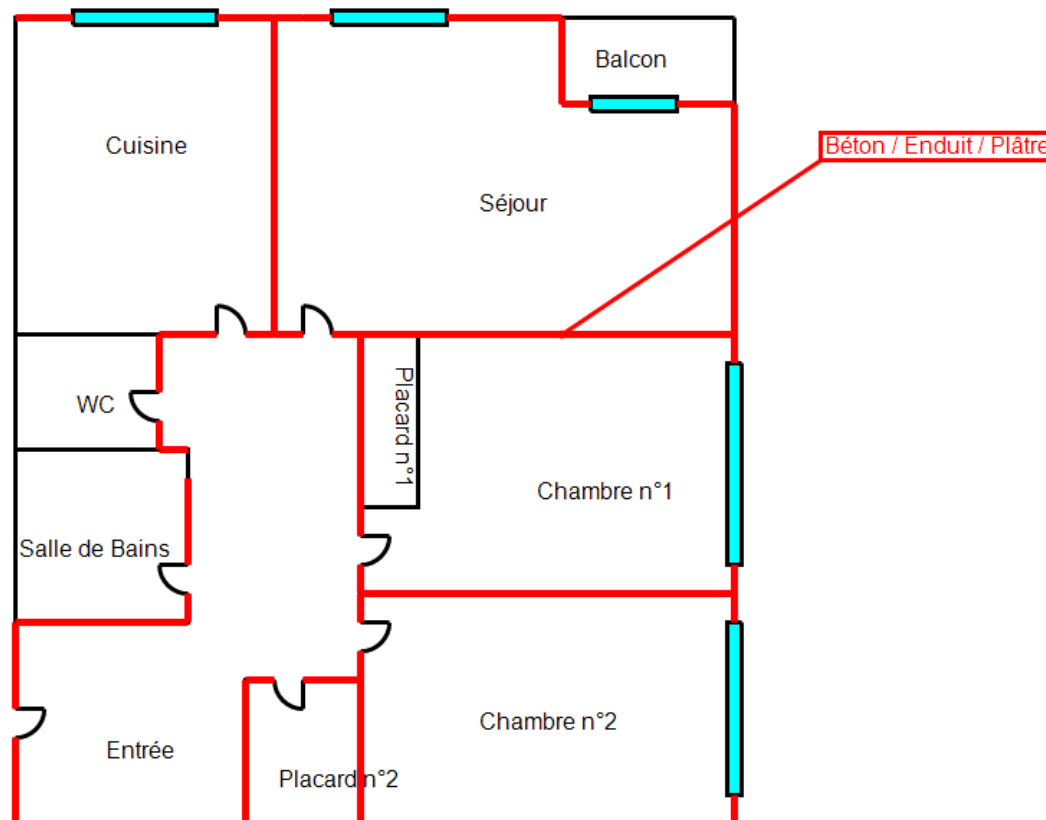 Balcon
Cuisine
Béton / Enduit / Plâtre
Séjour
Placard n°1
WC
Chambre n°1
Salle de Bains
Chambre n°2
Entrée
Placard n°2